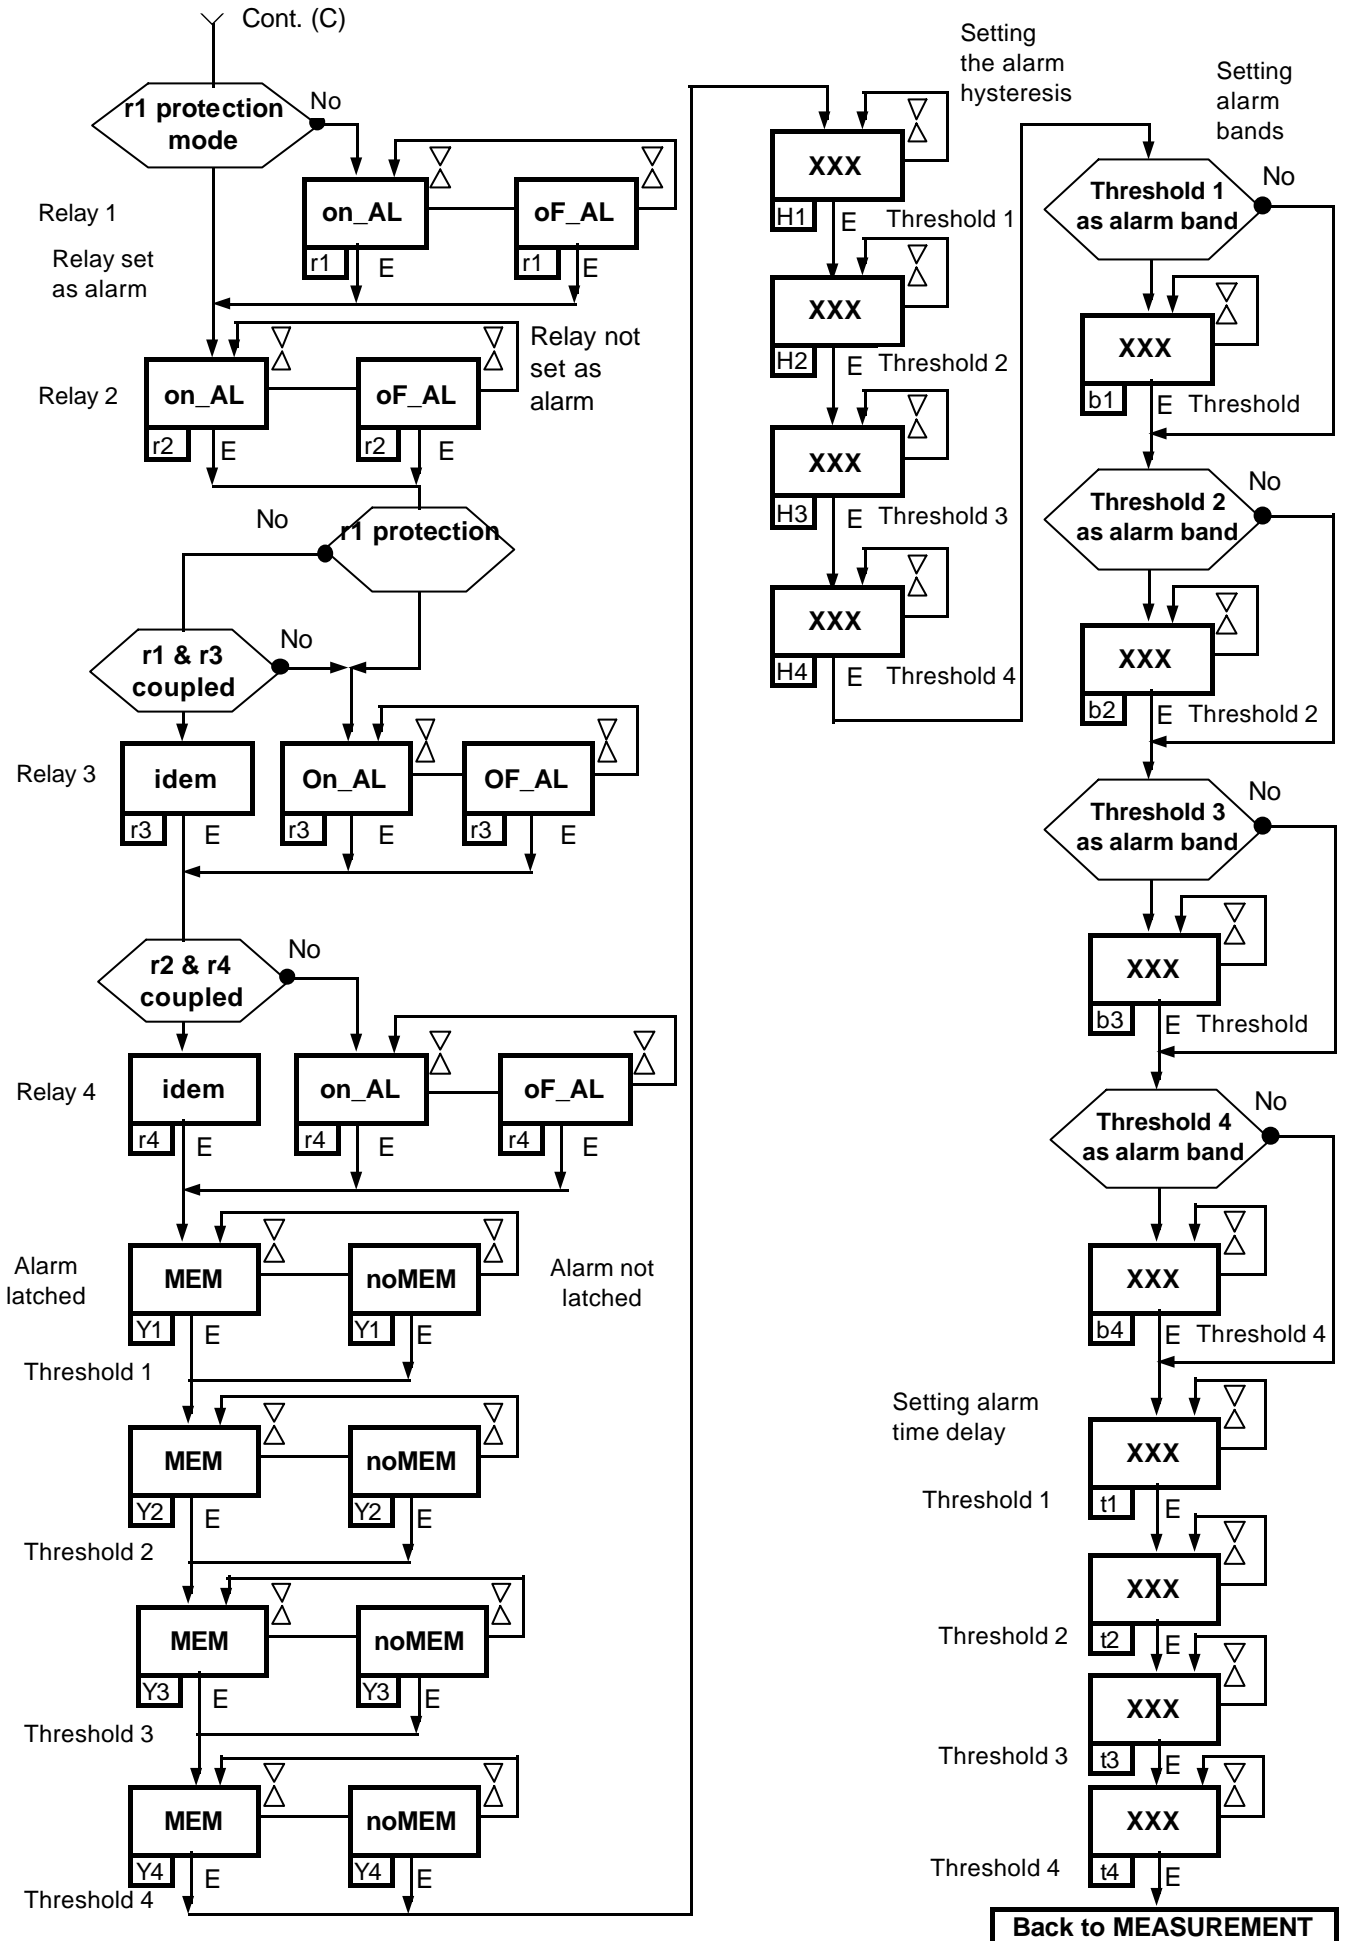 Cont. (C)
r1 protection
mode
No
on_AL
oF_AL
Relay 1
r1
E
r1
E
Relay set
as alarm
Relay not
set as
alarm
Relay 2
on_AL
oF_AL
r2
E
r2
E
No
r1 protection
r1 & r3
coupled
No
Relay 3
idem
On_AL
OF_AL
r3
E
r3
E
r3
E
r2 & r4
coupled
No
Relay 4
idem
on_AL
oF_AL
r4
E
r4
E
r4
E
Alarm
latched
MEM
noMEM
Alarm not
latched
Y1
E
Y1
E
Threshold 1
MEM
noMEM
Y2
E
Y2
E
Threshold 2
MEM
noMEM
Y3
E
Y3
E
Threshold 3
MEM
noMEM
Y4
E
Y4
E
Threshold 4
Setting
the alarm
hysteresis
XXX
H1
E
Threshold 1
XXX
H2
E
Threshold 2
XXX
H3
E
Threshold 3
XXX
H4
E
Threshold 4
Setting
alarm
bands
Threshold 1
as alarm band
No
XXX
b1
E
Threshold
Threshold 2
as alarm band
No
XXX
b2
E
Threshold 2
Threshold 3
as alarm band
No
XXX
b3
E
Threshold
Threshold 4
as alarm band
No
XXX
b4
E
Threshold 4
Setting alarm
time delay
XXX
Threshold 1
t1
E
XXX
Threshold 2
t2
E
XXX
Threshold 3
t3
E
XXX
Threshold 4
t4
E
Back to MEASUREMENT